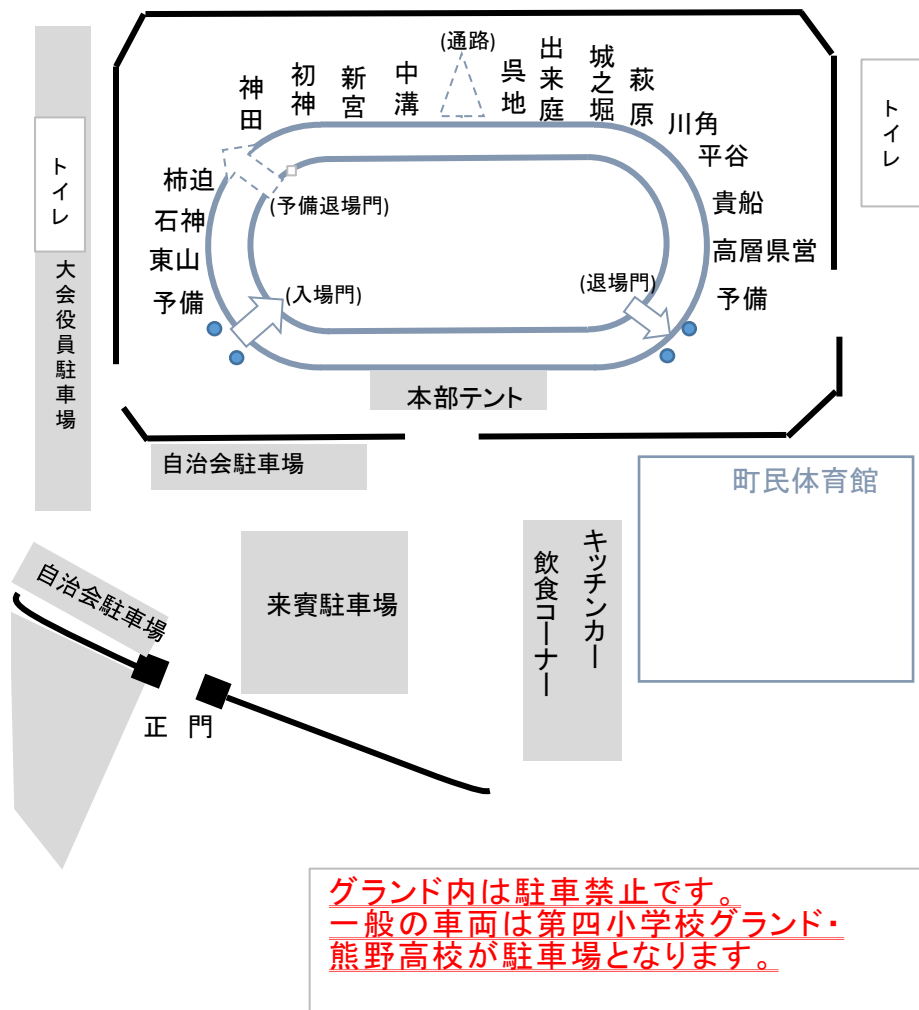 (通路)
神田
初神
新宮
中溝
呉地
出来庭
城之堀
萩原
川角
平谷
貴船
高層県営
予備
柿迫
石神
東山
予備
(予備退場門)
(入場門)
(退場門)
トイレ
トイレ
大会役員駐車場
本部テント
自治会駐車場
町民体育館
自治会駐車場
来賓駐車場
キッチンカー
飲食コーナー
正 門
グランド内は駐車禁止です。
一般の車両は第四小学校グランド・
熊野高校が駐車場となります。